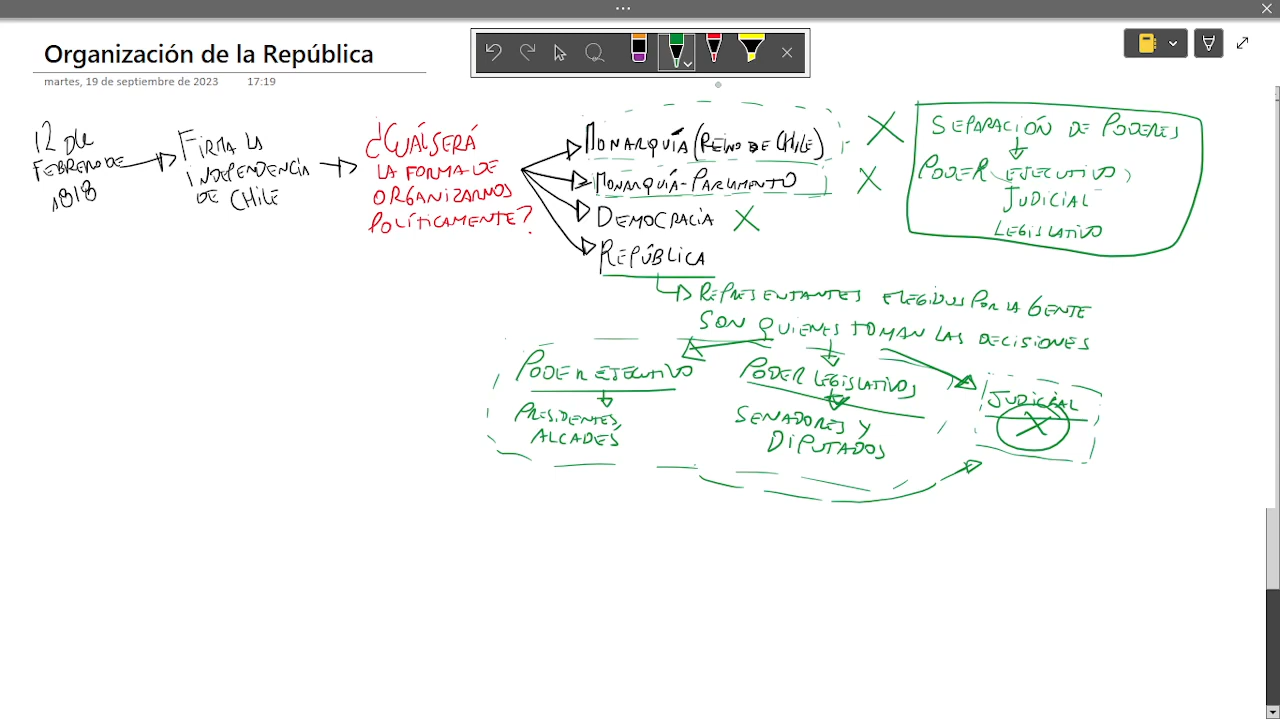 Organización de la República
martes, 19 de septiembre de 2023 17:19
12 de
FEBRERO DE
1818
FIRMA LA
INDEPENDENCIA
DE CHILE
¿CUÁL SERÁ
LA FORMA DE
ORGANIZARNOS
POLÍTICAMENTE?
MONARQUÍA (REINO DE CHILE) X
MONARQUÍA-PARLAMENTO X
DEMOCRACIA X
REPÚBLICA
SEPARACIÓN DE PODERES
PODER EJECUTIVO,
JUDICIAL
LEGISLATIVO
REPRESENTANTES ELEGIDOS POR LA GENTE
SON QUIENES TOMAN LAS DECISIONES
PODER EJECUTIVO
PRESIDENTES,
ALCADES
PODER LEGISLATIVOS
SENADORES Y
DIPUTADOS
JUDICIAL
X